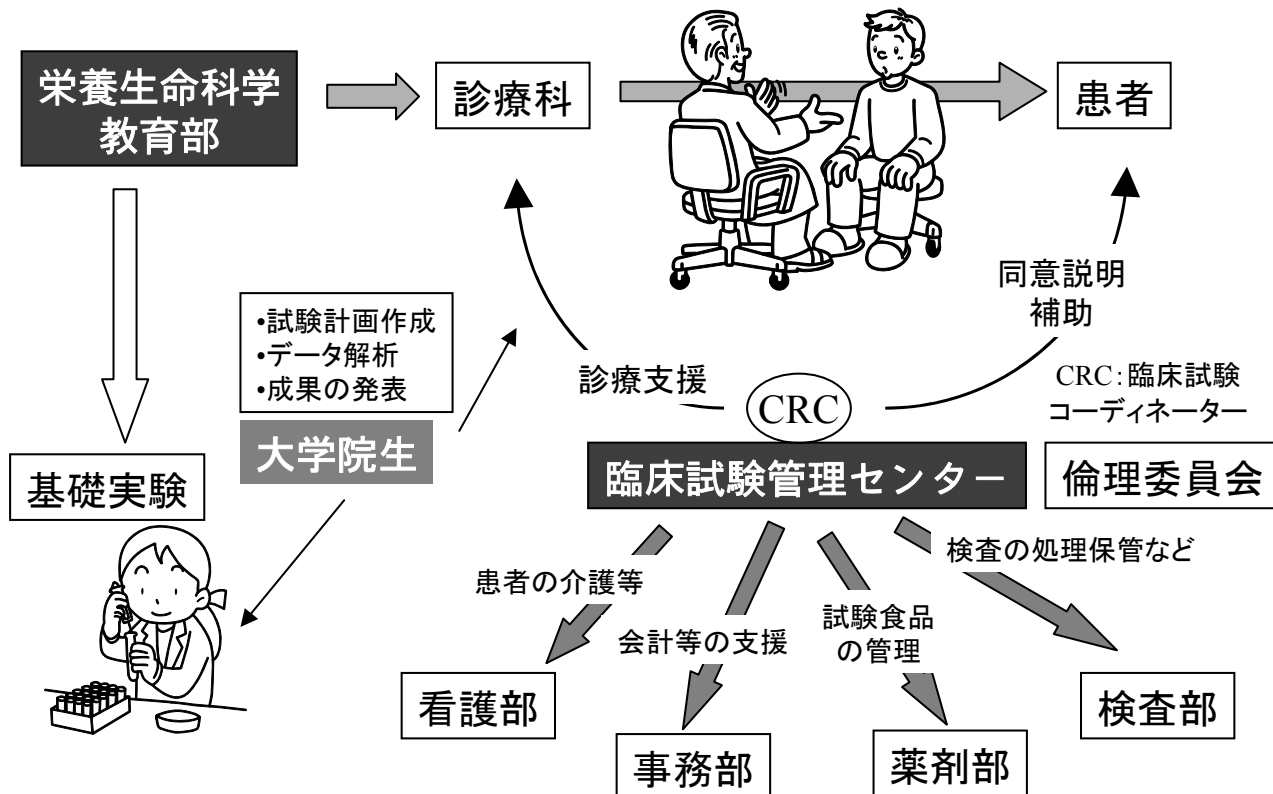 栄養生命科学
教育部
診療科
患者
同意説明
補助
•試験計画作成
•データ解析
•成果の発表
診療支援
CRC
CRC:臨床試験
コーディネーター
大学院生
基礎実験
臨床試験管理センター
倫理委員会
患者の介護等
会計等の支援
試験食品
の管理
検査の処理保管など
看護部
事務部
薬剤部
検査部